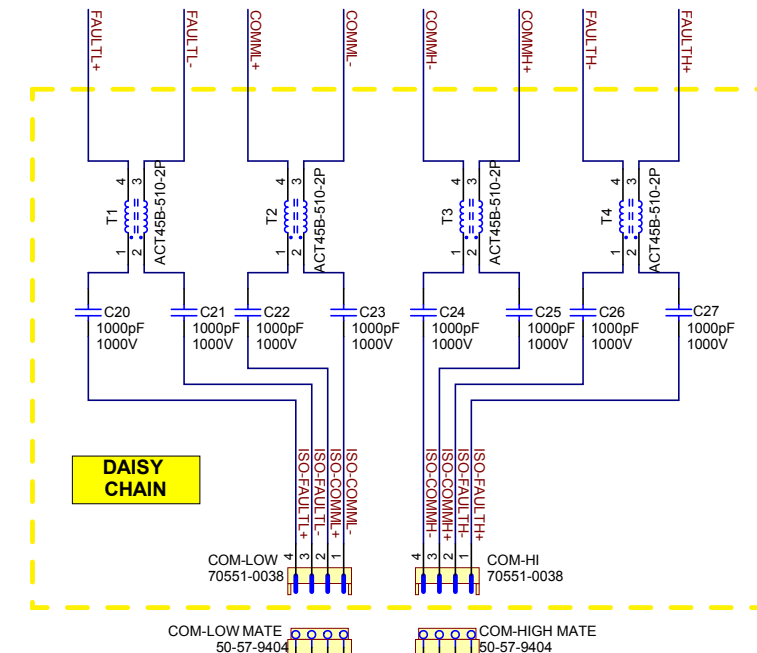 FAULTL+
FAULTL-
COMML+
COMML-
COMMH-
COMMH+
FAULTH-
FAULTH+
4
3
T1
1
2
ACT45B-510-2P
4
3
T2
1
2
ACT45B-510-2P
4
3
T3
1
2
ACT45B-510-2P
4
3
T4
1
2
ACT45B-510-2P
C20
1000pF
1000V
C21
1000pF
1000V
C22
1000pF
1000V
C23
1000pF
1000V
C24
1000pF
1000V
C25
1000pF
1000V
C26
1000pF
1000V
C27
1000pF
1000V
DAISY
CHAIN
ISO-FAULTL+
ISO-FAULTL-
ISO-COMML+
ISO-COMML-
ISO-COMMH-
ISO-COMMH+
ISO-FAULTH-
ISO-FAULTH+
COM-LOW
70551-0038
4
3
2
1
4
3
2
1
COM-HI
70551-0038
COM-LOW MATE
50-57-9404
COM-HIGH MATE
50-57-9404